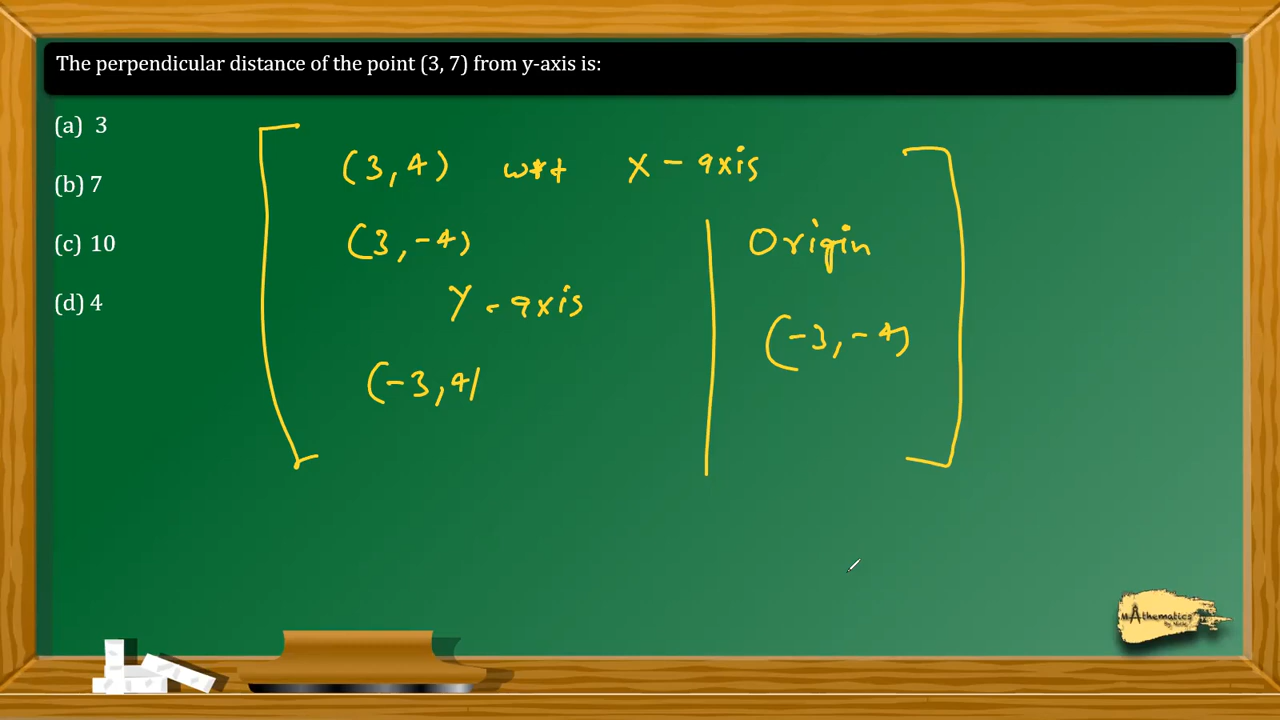 The perpendicular distance of the point (3, 7) from y-axis is:
(a) 3
(b) 7
(c) 10
(d) 4
(3, 4) wrt X - axis
(3, -4)
Y - axis
(-3, 4)
Origin
(-3, -4)
MAthematics